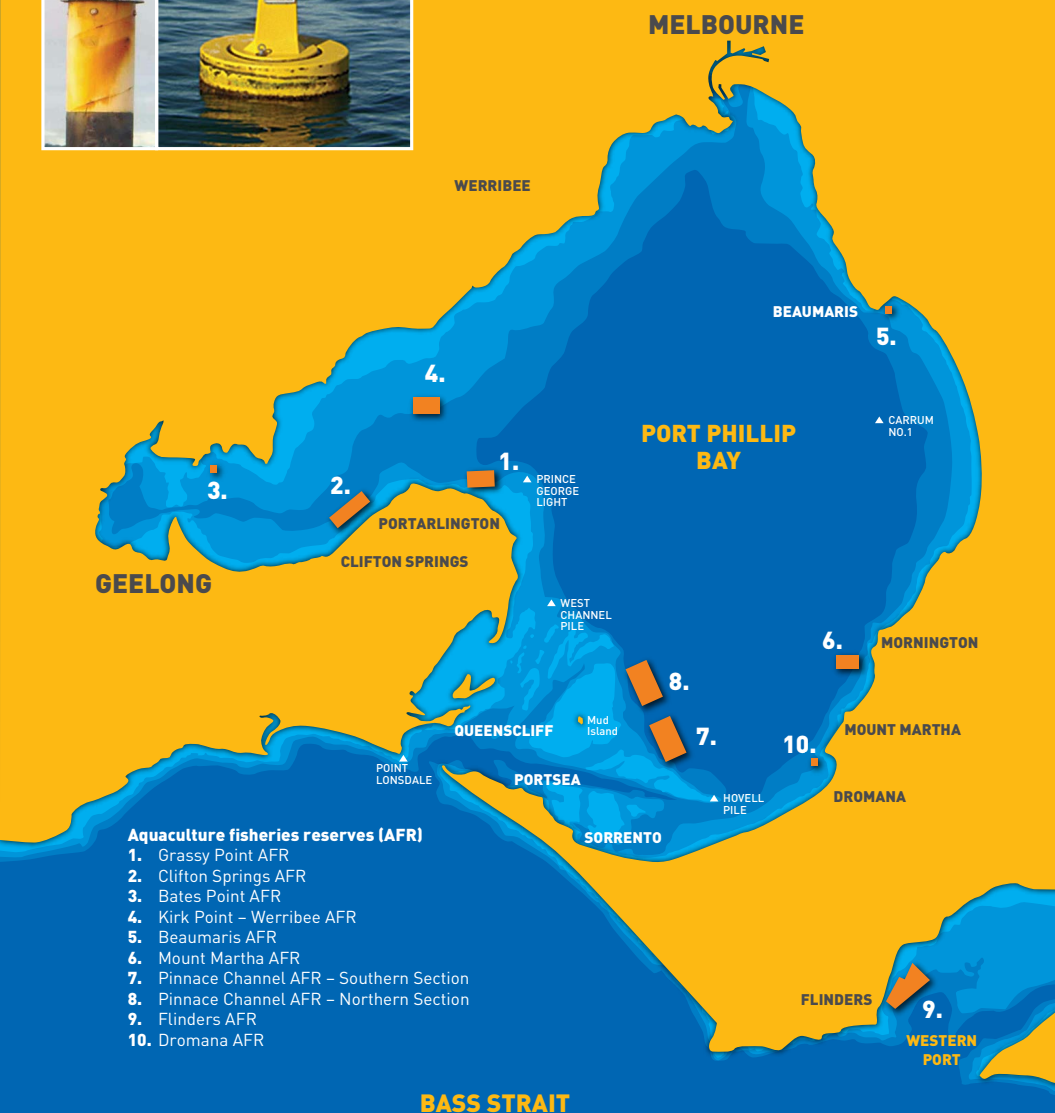 MELBOURNE
WERRIBEE
BEAUMARIS
5.
4.
CARRUM
NO.1
PORT PHILLIP
BAY
1.
PRINCE
GEORGE
LIGHT
3.
2.
PORTARLINGTON
CLIFTON SPRINGS
GEELONG
WEST
CHANNEL
PILE
6.
MORNINGTON
8.
Mud
Island
QUEENSCLIFF
7.
MOUNT MARTHA
10.
POINT
LONSDALE
PORTSEA
HOVELL
PILE
DROMANA
SORRENTO
Aquaculture fisheries reserves (AFR)
1. Grassy Point AFR
2. Clifton Springs AFR
3. Bates Point AFR
4. Kirk Point – Werribee AFR
5. Beaumaris AFR
6. Mount Martha AFR
7. Pinnace Channel AFR – Southern Section
8. Pinnace Channel AFR – Northern Section
9. Flinders AFR
10. Dromana AFR
FLINDERS
9.
WESTERN
PORT
BASS STRAIT